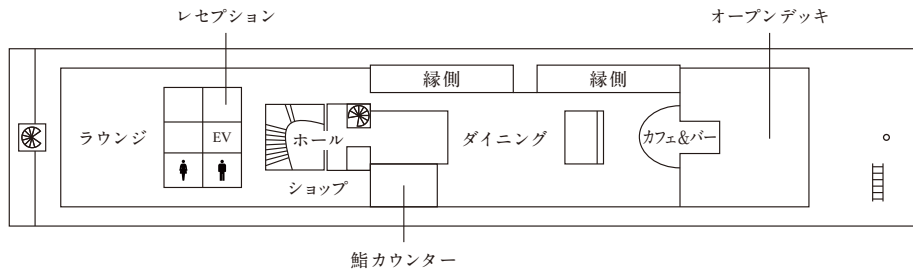 レセプション
オープンデッキ
縁側
縁側
ラウンジ
EV
ホール
ダイニング
カフェ&バー
ショップ
鮨カウンター